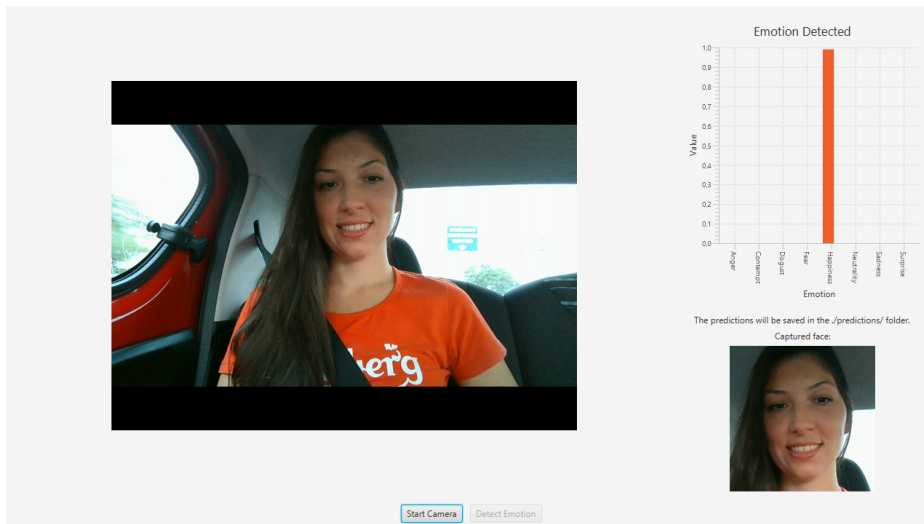 Emotion Detected
1,0
0,9
0,8
0,7
0,6
0,5
0,4
0,3
0,2
0,1
0,0
Value
Anger
Contempt
Disgust
Fear
Happiness
Neutrality
Sadness
Surprise
Emotion
The predictions will be saved in the ./predictions/ folder.
Captured face:
Start Camera
Detect Emotion